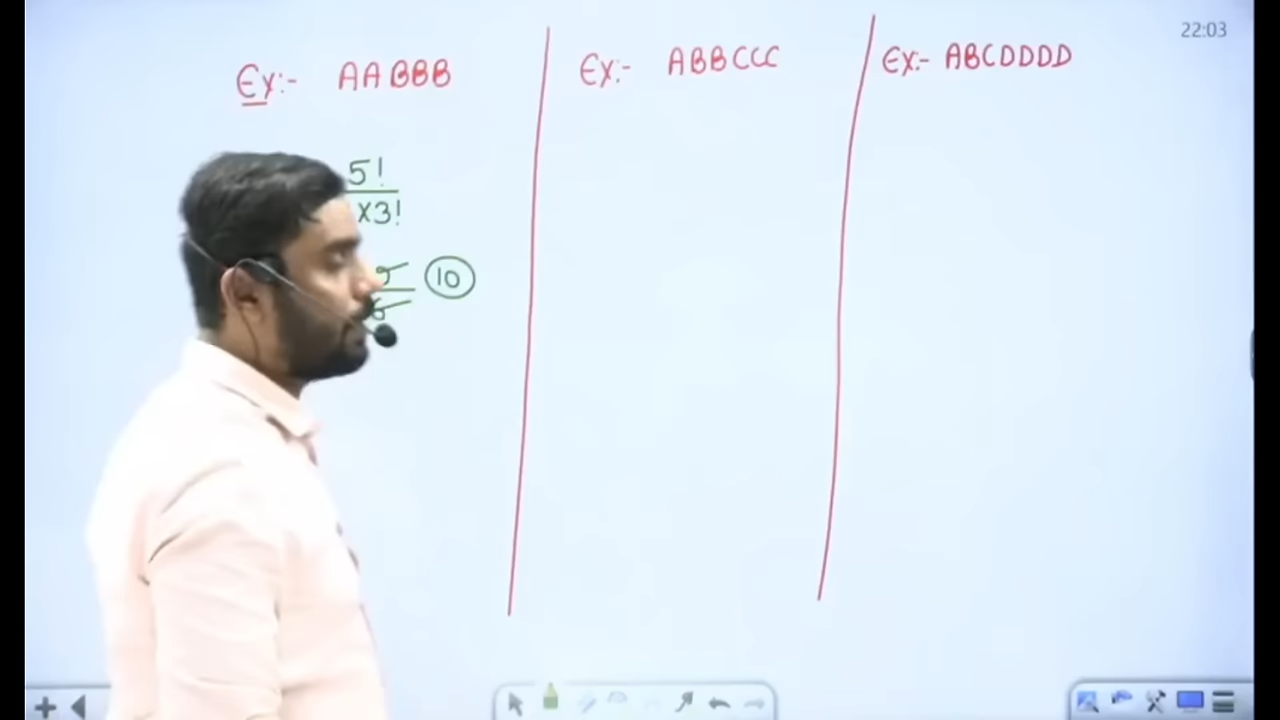 22:03
Ex:- AABBB
5!
x3!
10
Ex:- ABBCCC
Ex:- ABCDDDD